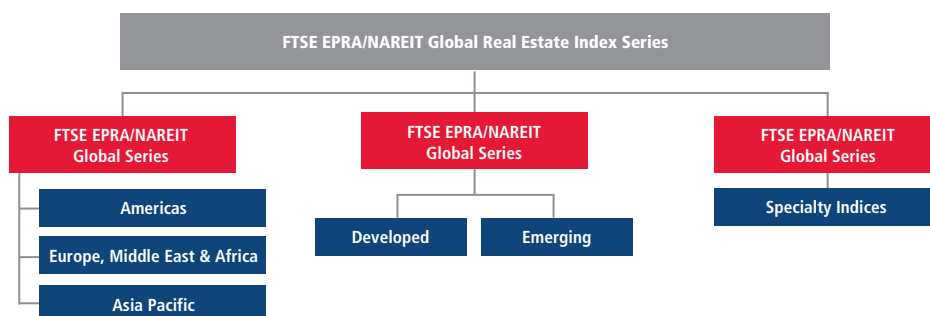 FTSE EPRA/NAREIT Global Real Estate Index Series
FTSE EPRA/NAREIT
Global Series
Americas
Europe, Middle East & Africa
Asia Pacific
FTSE EPRA/NAREIT
Global Series
Developed
Emerging
FTSE EPRA/NAREIT
Global Series
Specialty Indices